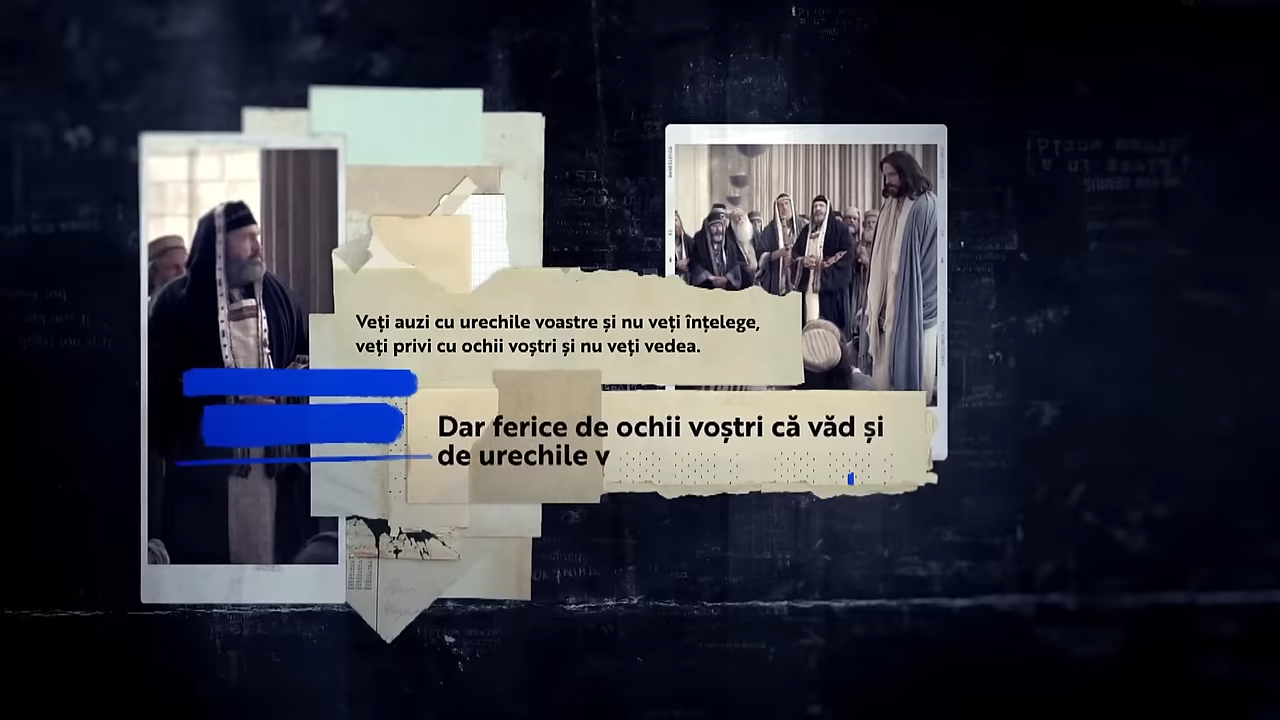 Veți auzi cu urechile voastre și nu veți înțelege,
veți privi cu ochii voștri și nu veți vedea.
Dar ferice de ochii voștri că văd și
de urechile v